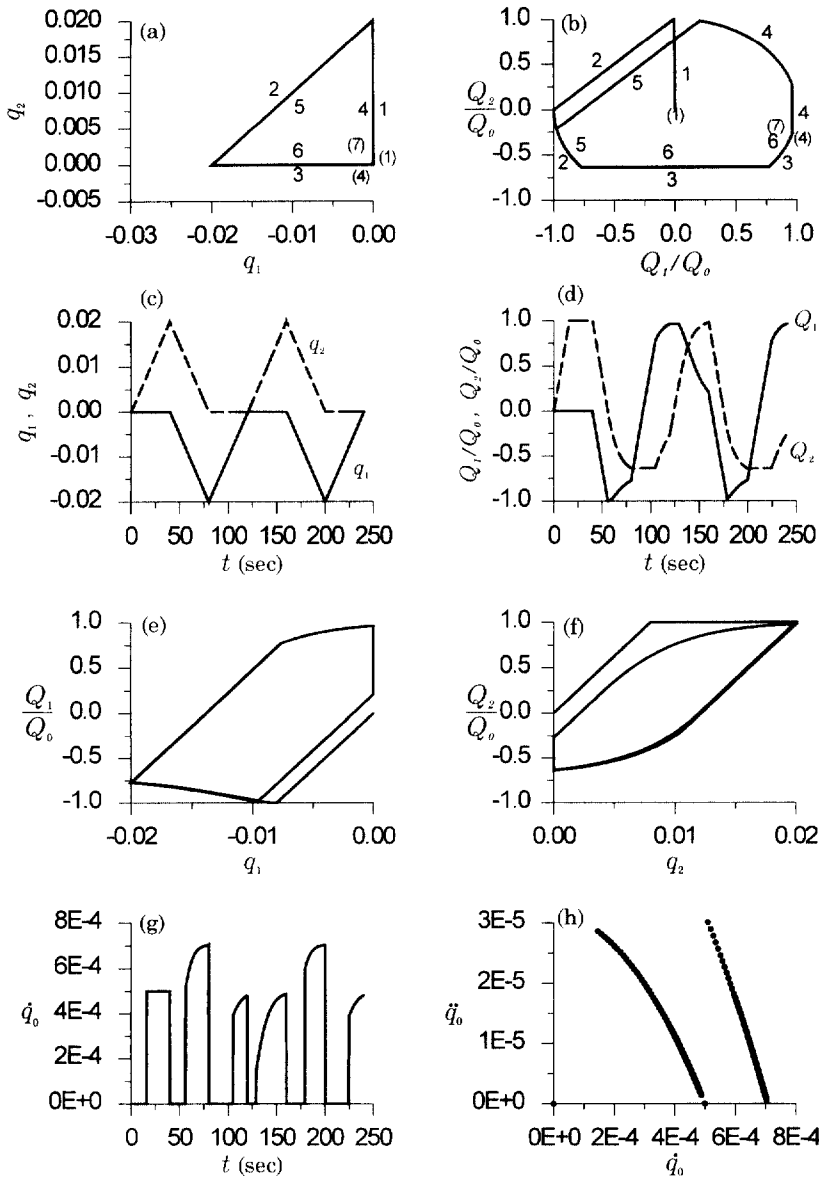 (a)
0.020
0.015
0.010
0.005
0.000
-0.005
q₂
2
5
4
1
6
(7)
(1)
3
(4)
-0.03
-0.02
-0.01
0.00
q₁
(b)
1.0
0.5
0.0
-0.5
-1.0
Q₂/Q₀
2
5
1
(1)
4
4
(7)
6
(4)
5
2
6
3
3
-1.0
-0.5
0.0
0.5
1.0
Q₁/Q₀
(c)
0.02
0.01
0.00
-0.01
-0.02
q₁ , q₂
q₂
q₁
0
50
100
150
200
250
t (sec)
(d)
1.0
0.5
0.0
-0.5
-1.0
Q₁/Q₀, Q₂/Q₀
Q₁
Q₂
0
50
100
150
200
250
t (sec)
(e)
1.0
0.5
0.0
-0.5
-1.0
Q₁/Q₀
-0.02
-0.01
0.00
q₁
(f)
1.0
0.5
0.0
-0.5
-1.0
Q₂/Q₀
0.00
0.01
0.02
q₂
(g)
8E-4
6E-4
4E-4
2E-4
0E+0
q̇₀
0
50
100
150
200
250
t (sec)
(h)
3E-5
2E-5
1E-5
0E+0
q̈₀
0E+0
2E-4
4E-4
6E-4
8E-4
q̇₀